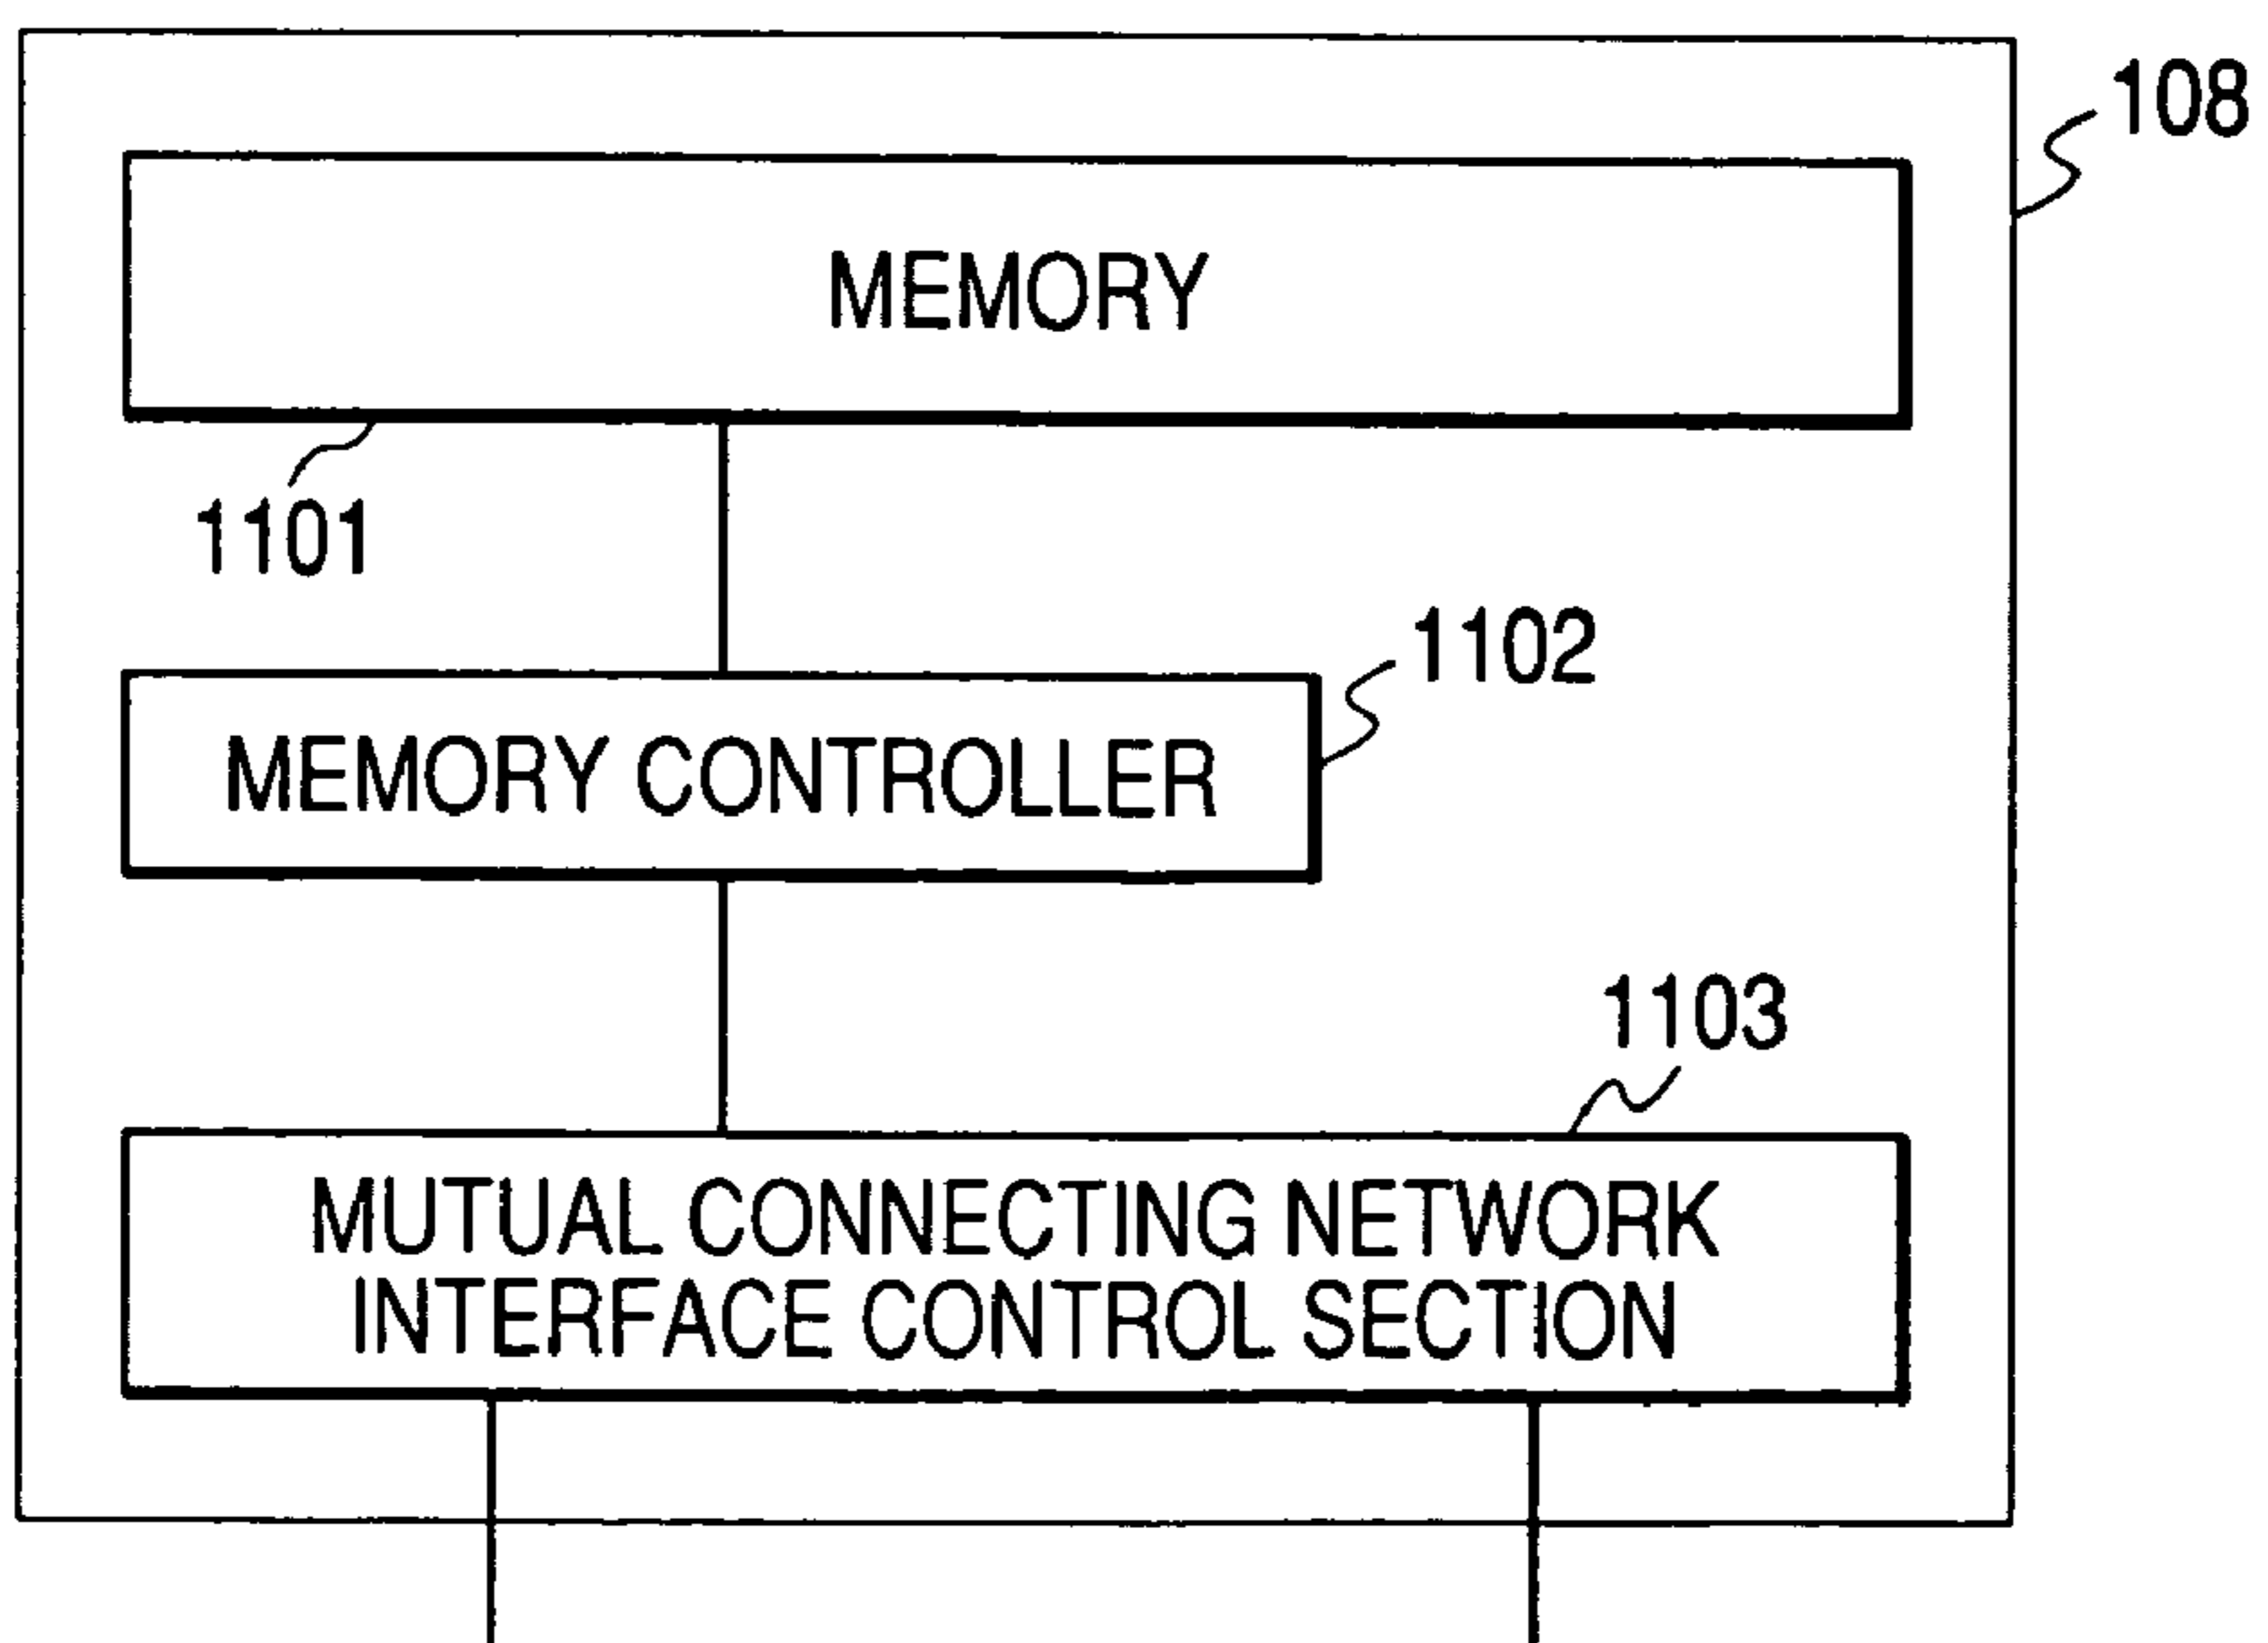 108
MEMORY
1101
1102
MEMORY CONTROLLER
1103
MUTUAL CONNECTING NETWORK
INTERFACE CONTROL SECTION